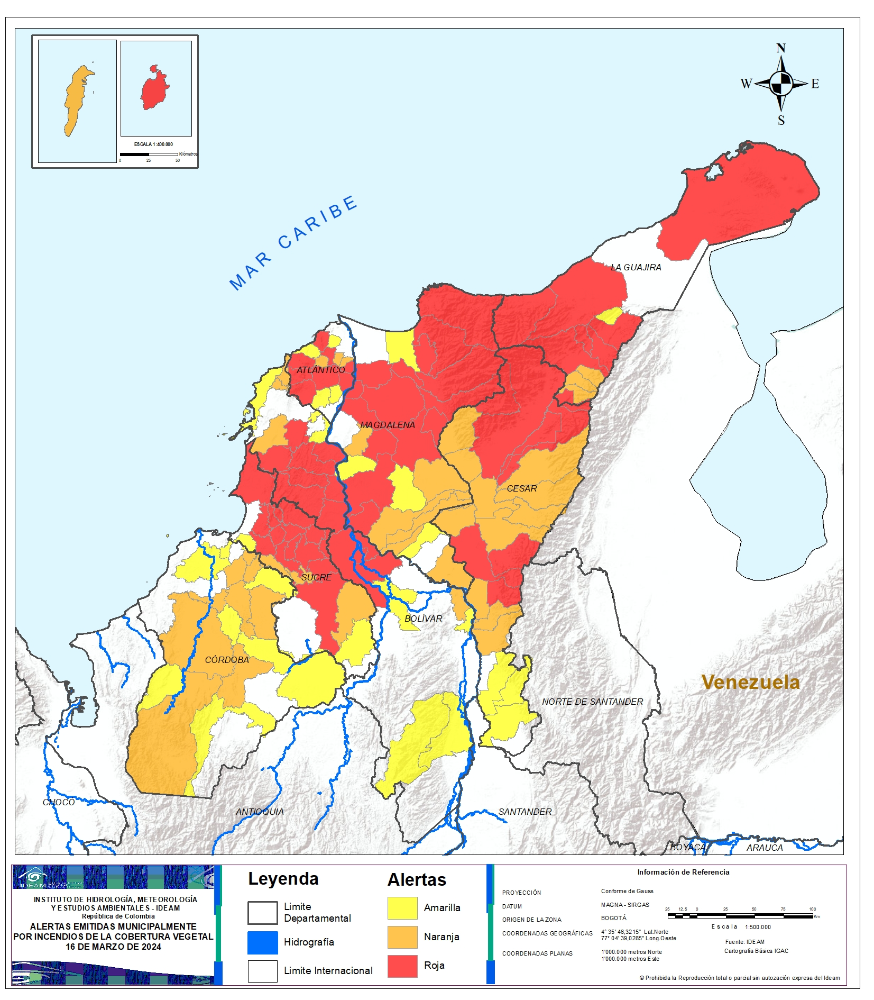 ESCALA 1:400.000
Kilómetros
0 25 50
N
W E
S
MAR CARIBE
LA GUAJIRA
ATLÁNTICO
MAGDALENA
CESAR
SUCRE
BOLÍVAR
CÓRDOBA
Venezuela
NORTE DE SANTANDER
CHOCÓ
ANTIOQUIA
SANTANDER
BOYACÁ
ARAUCA
IDEAM
INSTITUTO DE HIDROLOGÍA, METEOROLOGÍA
Y ESTUDIOS AMBIENTALES - IDEAM
República de Colombia
ALERTAS EMITIDAS MUNICIPALMENTE
POR INCENDIOS DE LA COBERTURA VEGETAL
16 DE MARZO DE 2024
Leyenda
Limite
Departamental
Hidrografía
Limite Internacional
Alertas
Amarilla
Naranja
Roja
Información de Referencia
PROYECCIÓN Conforme de Gauss
DATUM MAGNA - SIRGAS
ORIGEN DE LA ZONA BOGOTÁ
COORDENADAS GEOGRÁFICAS 4° 35' 46,3215" Lat.Norte
77° 04' 39,0285" Long.Oeste
COORDENADAS PLANAS 1'000.000 metros Norte
1'000.000 metros Este
25 12,5 0 25 50 75 100
Km
Escala 1:500.000
Fuente: IDEAM
Cartografía Básica IGAC
© Prohibida la Reproducción total o parcial sin autozación expresa del Ideam